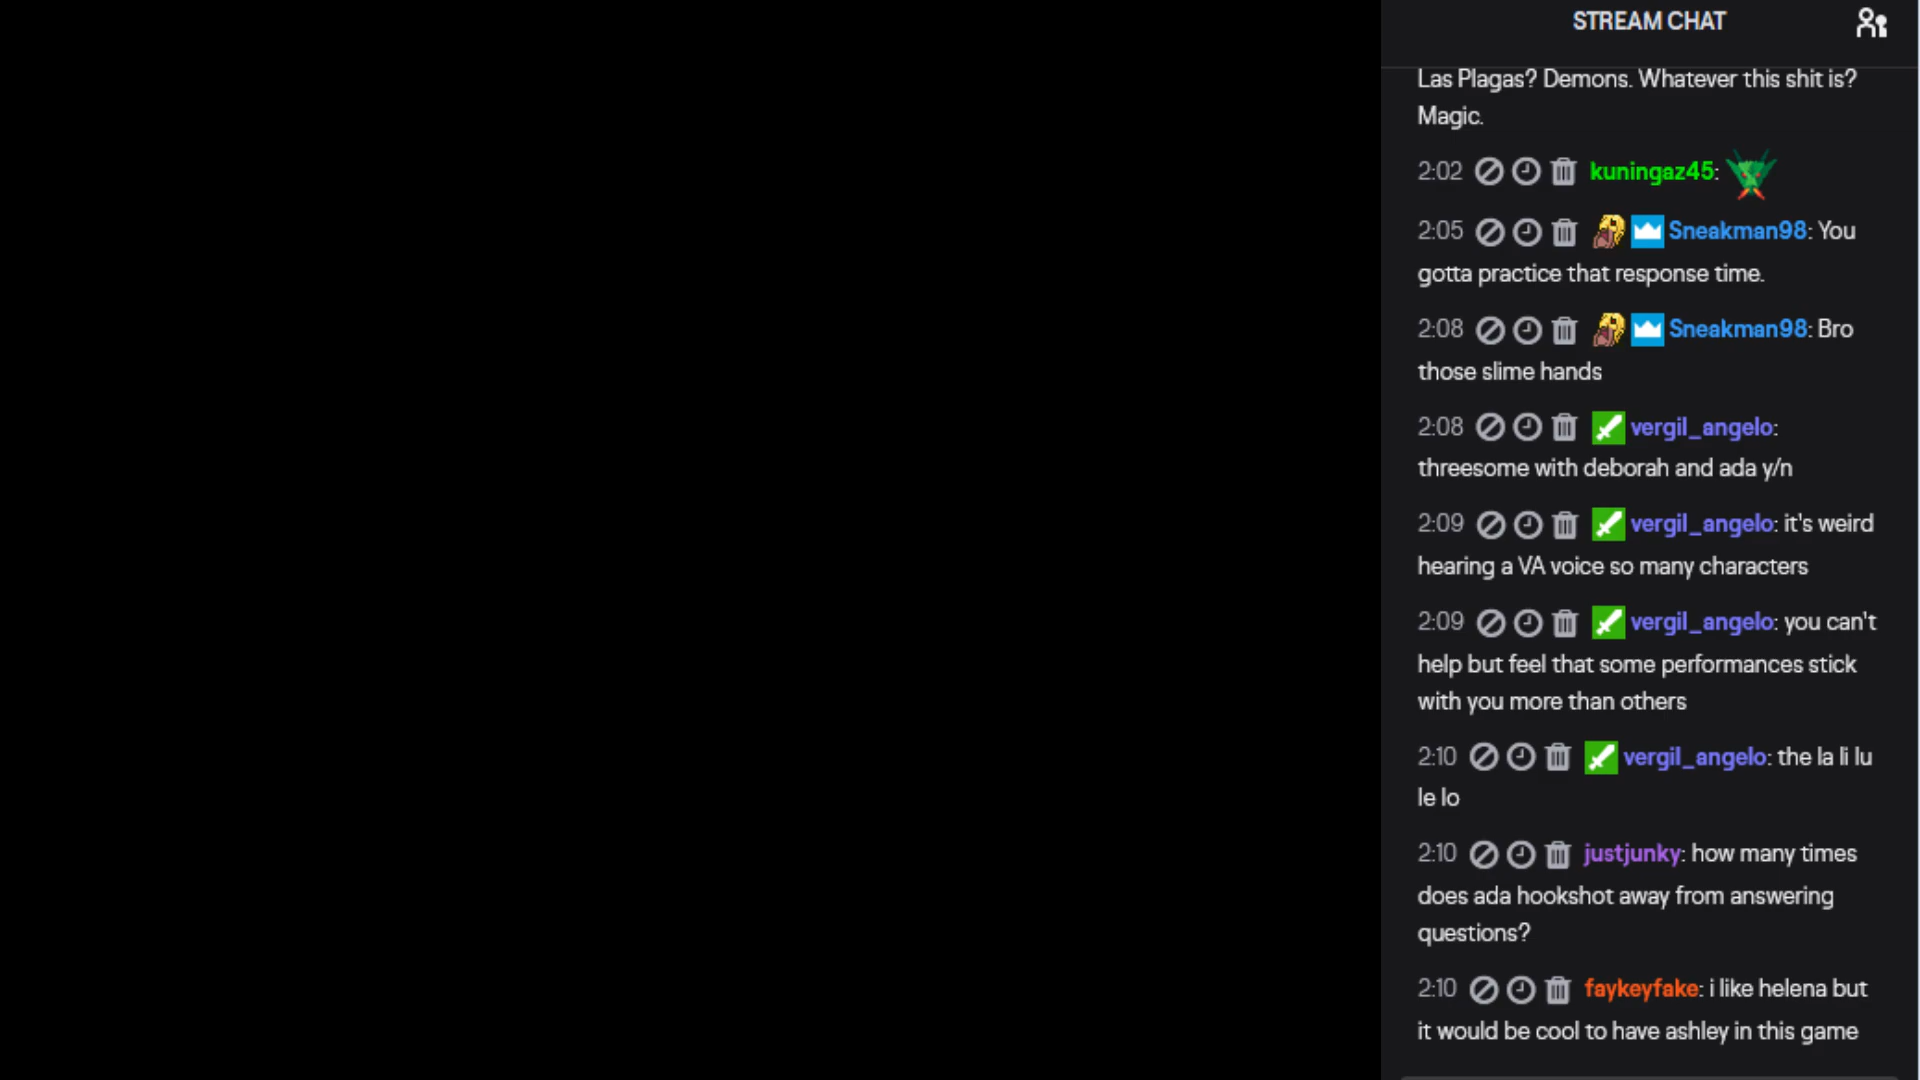 STREAM CHAT
Las Plagas? Demons. Whatever this shit is?
Magic.
2:02 kuningaz45:
2:05 Sneakman98: You
gotta practice that response time.
2:08 Sneakman98: Bro
those slime hands
2:08 vergil_angelo:
threesome with deborah and ada y/n
2:09 vergil_angelo: it's weird
hearing a VA voice so many characters
2:09 vergil_angelo: you can't
help but feel that some performances stick
with you more than others
2:10 vergil_angelo: the la li lu
le lo
2:10 justjunky: how many times
does ada hookshot away from answering
questions?
2:10 faykeyfake: i like helena but
it would be cool to have ashley in this game